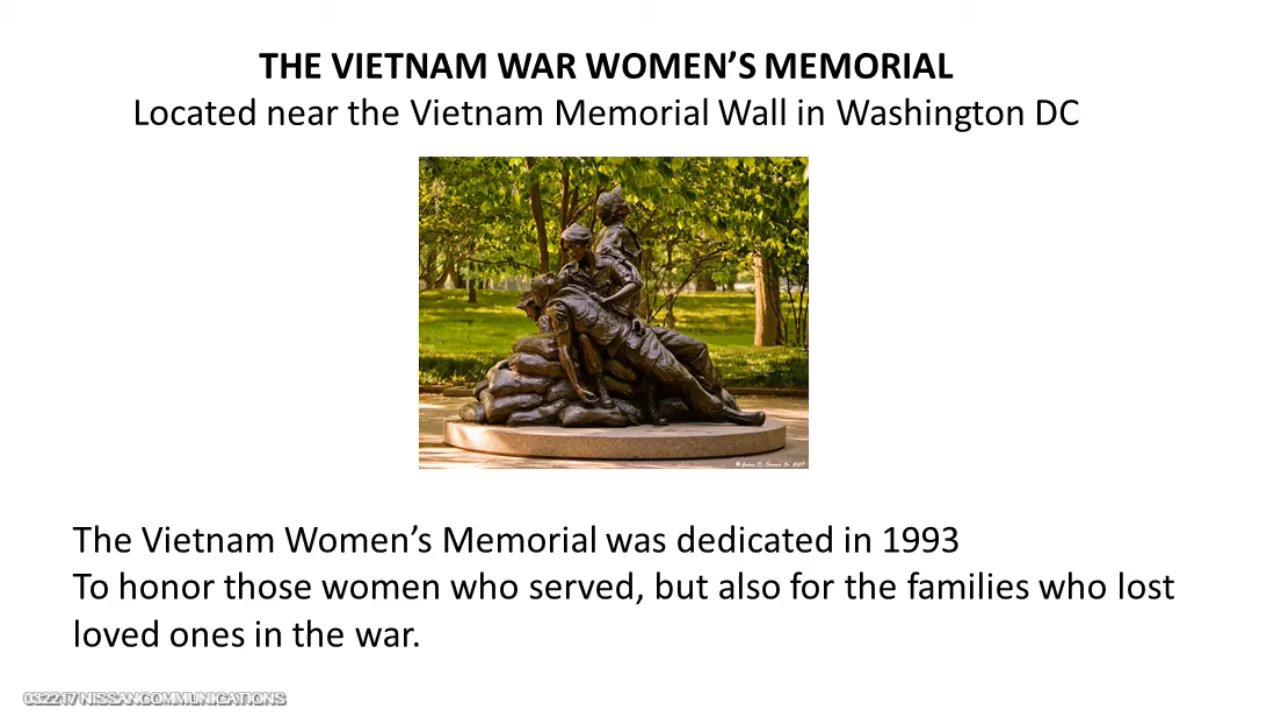 THE VIETNAM WAR WOMEN’S MEMORIAL
Located near the Vietnam Memorial Wall in Washington DC
The Vietnam Women’s Memorial was dedicated in 1993
To honor those women who served, but also for the families who lost
loved ones in the war.
032217 NISSANCOMMUNICATIONS